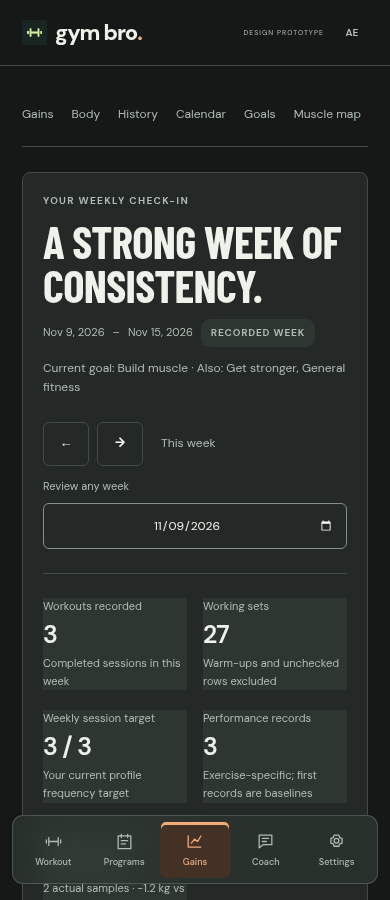 gym bro.
DESIGN PROTOTYPE
AE
Gains Body History Calendar Goals Muscle map
YOUR WEEKLY CHECK-IN
A STRONG WEEK OF
CONSISTENCY.
Nov 9, 2026 – Nov 15, 2026 RECORDED WEEK
Current goal: Build muscle · Also: Get stronger, General
fitness
← → This week
Review any week
11/09/2026
Workouts recorded
3
Completed sessions in this
week
Working sets
27
Warm-ups and unchecked
rows excluded
Weekly session target
3 / 3
Your current profile
frequency target
Performance records
3
Exercise-specific; first
records are baselines
Workout Programs Gains Coach Settings
2 actual samples · -1.2 kg vs